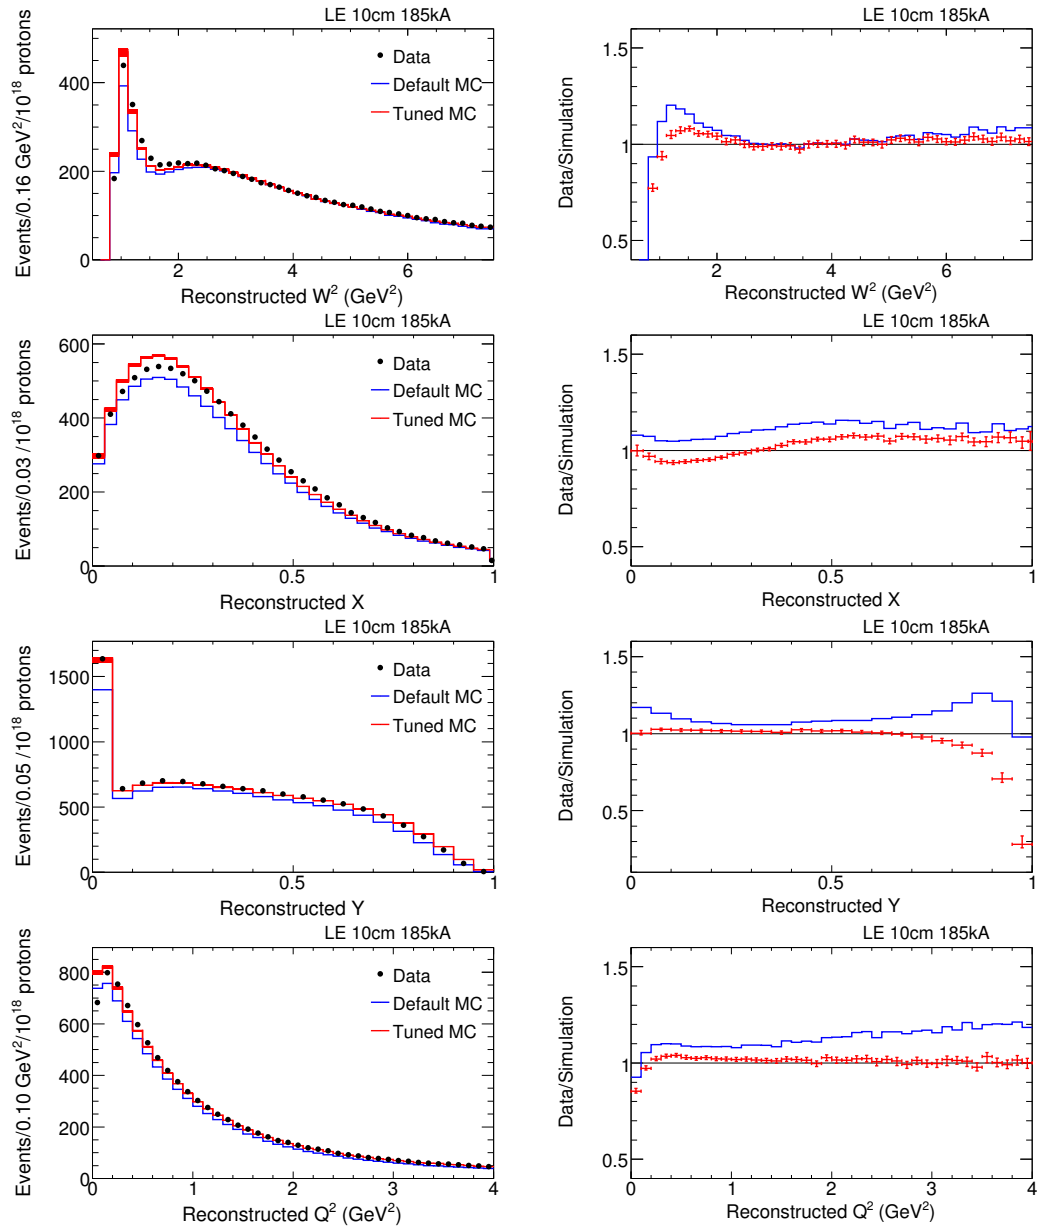 LE 10cm 185kA
Events/0.16 GeV²/10¹⁸ protons
400
200
0
Data
Default MC
Tuned MC
2 4 6
Reconstructed W² (GeV²)
LE 10cm 185kA
Data/Simulation
1.5
1
0.5
2 4 6
Reconstructed W² (GeV²)
LE 10cm 185kA
Events/0.03 /10¹⁸ protons
600
400
200
0
Data
Default MC
Tuned MC
0 0.5 1
Reconstructed X
LE 10cm 185kA
Data/Simulation
1.5
1
0.5
0 0.5 1
Reconstructed X
LE 10cm 185kA
Events/0.05 /10¹⁸ protons
1500
1000
500
0
Data
Default MC
Tuned MC
0 0.5 1
Reconstructed Y
LE 10cm 185kA
Data/Simulation
1.5
1
0.5
0 0.5 1
Reconstructed Y
LE 10cm 185kA
Events/0.10 GeV²/10¹⁸ protons
800
600
400
200
0
Data
Default MC
Tuned MC
0 1 2 3 4
Reconstructed Q² (GeV²)
LE 10cm 185kA
Data/Simulation
1.5
1
0.5
0 1 2 3 4
Reconstructed Q² (GeV²)